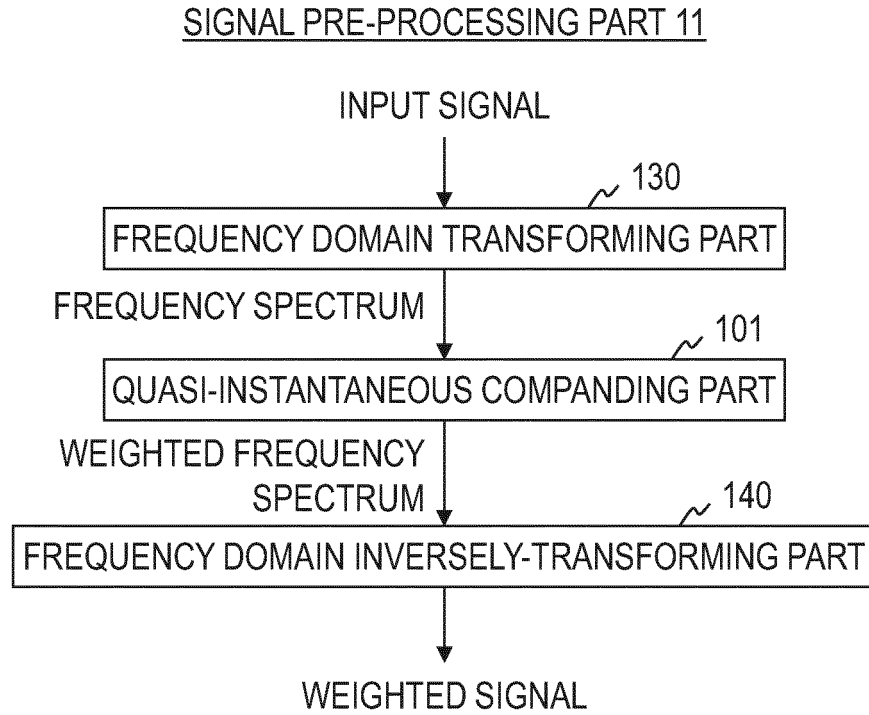 SIGNAL PRE-PROCESSING PART 11
INPUT SIGNAL
130
FREQUENCY DOMAIN TRANSFORMING PART
FREQUENCY SPECTRUM
101
QUASI-INSTANTANEOUS COMPANDING PART
WEIGHTED FREQUENCY
SPECTRUM
140
FREQUENCY DOMAIN INVERSELY-TRANSFORMING PART
WEIGHTED SIGNAL